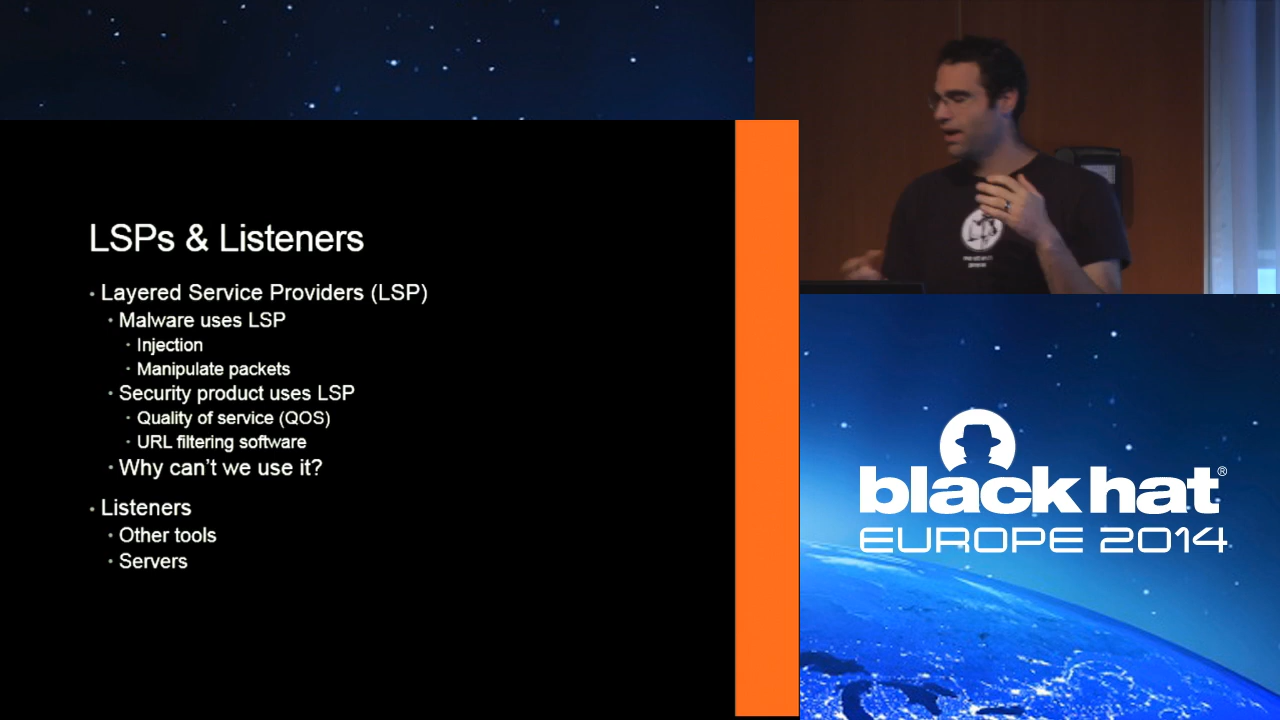 LSPs & Listeners
• Layered Service Providers (LSP)
• Malware uses LSP
• Injection
• Manipulate packets
• Security product uses LSP
• Quality of service (QOS)
• URL filtering software
• Why can't we use it?
• Listeners
• Other tools
• Servers
black hat®
EUROPE 2014